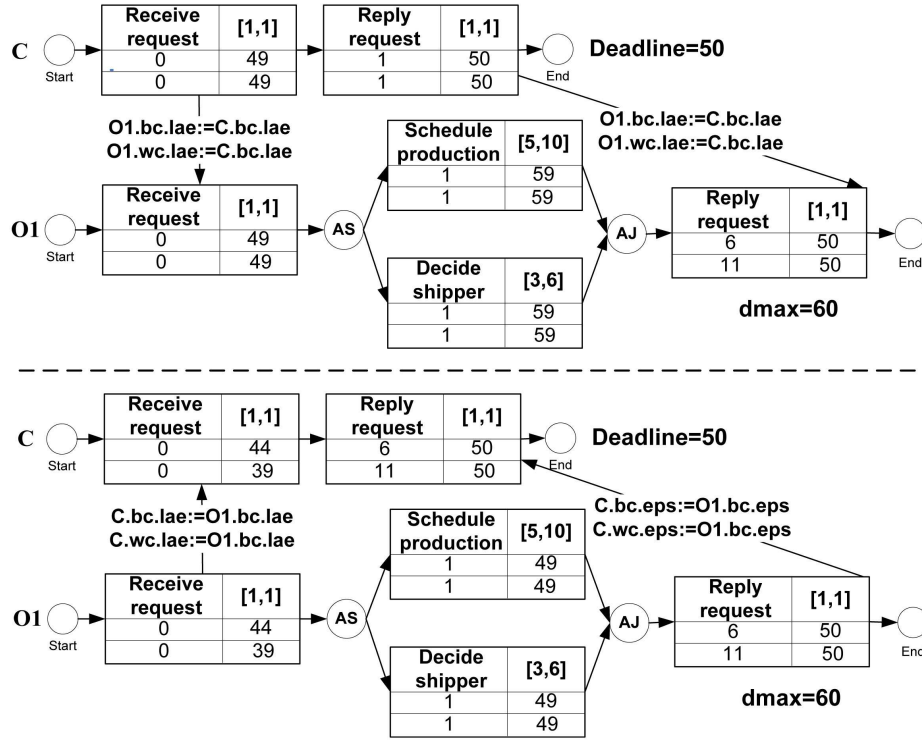 Receive request [1,1]
0 49
0 49
Reply request [1,1]
1 50
1 50
C
Start
End
Deadline=50
O1.bc.lae:=C.bc.lae
O1.wc.lae:=C.bc.lae
O1.bc.lae:=C.bc.lae
O1.wc.lae:=C.bc.lae
Schedule production [5,10]
1 59
1 59
O1
Start
Receive request [1,1]
0 49
0 49
AS
AJ
Reply request [1,1]
6 50
11 50
End
Decide shipper [3,6]
1 59
1 59
dmax=60
C
Start
Receive request [1,1]
0 44
0 39
Reply request [1,1]
6 50
11 50
End
Deadline=50
C.bc.lae:=O1.bc.lae
C.wc.lae:=O1.bc.lae
C.bc.eps:=O1.bc.eps
C.wc.eps:=O1.bc.eps
Schedule production [5,10]
1 49
1 49
O1
Start
Receive request [1,1]
0 44
0 39
AS
AJ
Reply request [1,1]
6 50
11 50
End
Decide shipper [3,6]
1 49
1 49
dmax=60